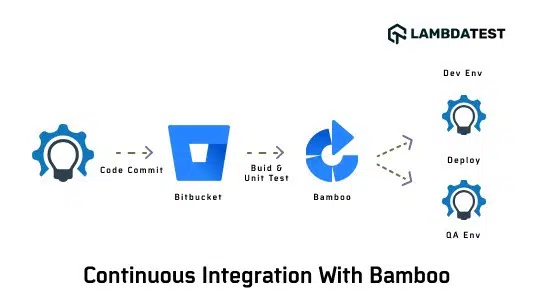 LAMBDATEST
Dev Env
Code Commit
Bitbucket
Buid &
Unit Test
Bamboo
Deploy
QA Env
Continuous Integration With Bamboo